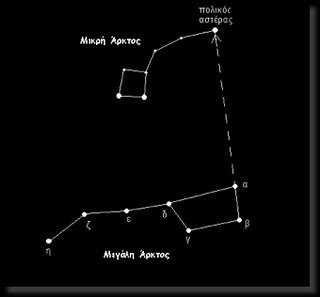 πολικός
αστέρας
Μικρή Άρκτος
α
β
γ
δ
ε
ζ
η
Μεγάλη Άρκτος